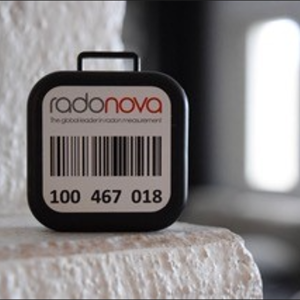 radonova
The global leader in radon measurement
100 467 018